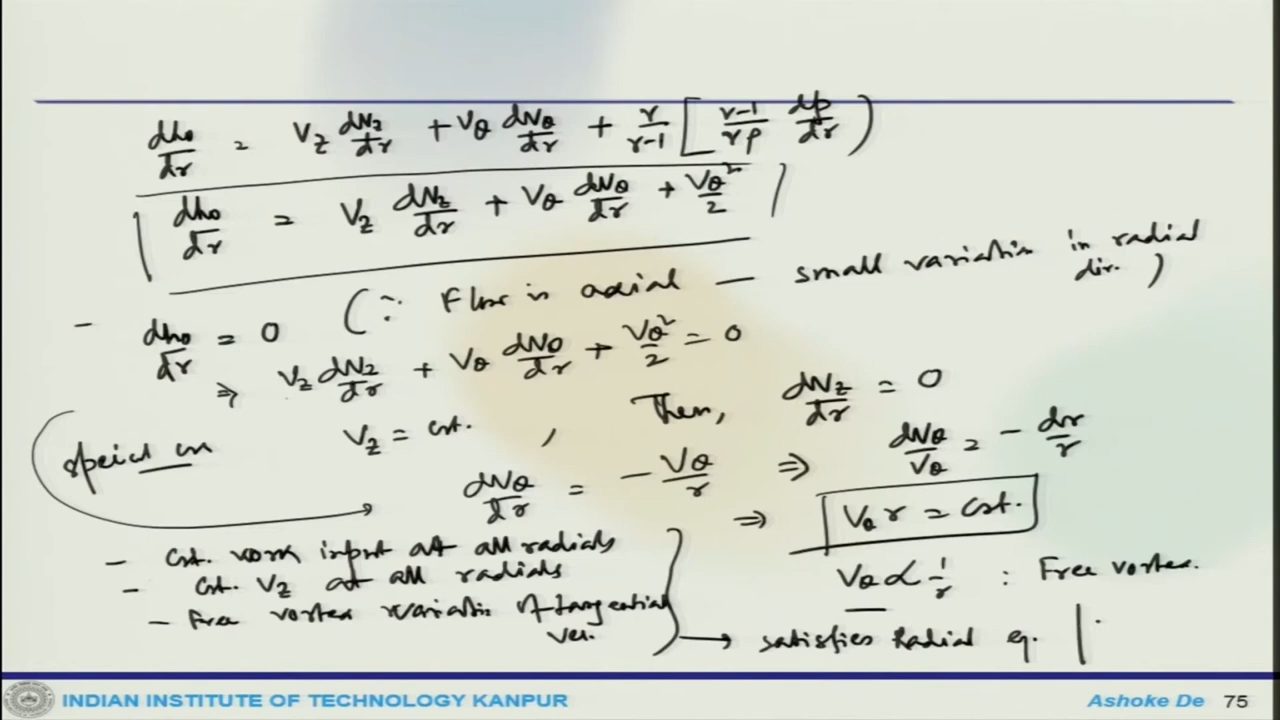 dh₀/dr = V_z dV_z/dr + V_θ dV_θ/dr + γ/γ-1 [ γ-1/γρ dp/dr )
dh₀/dr = V_z dV_z/dr + V_θ dV_θ/dr + V_θ²/2
- dh₀/dr = 0 (∵ Flow is axial — small variation in radial dir. )
⇒ V_z dV_z/dr + V_θ dV_θ/dr + V_θ²/2 = 0
V_z = cst. , Then, dV_z/dr = 0
dV_θ/dr = - V_θ/r ⇒ dV_θ/V_θ = - dr/r
⇒ V_θ r = cst.
V_θ ∝ 1/r : Free vortex.
- cst. work input at all radials
- cst. V_z at all radials
- Free vortex variatn of tangential vel.
→ satisfies Radial eq.
INDIAN INSTITUTE OF TECHNOLOGY KANPUR
Ashoke De 75